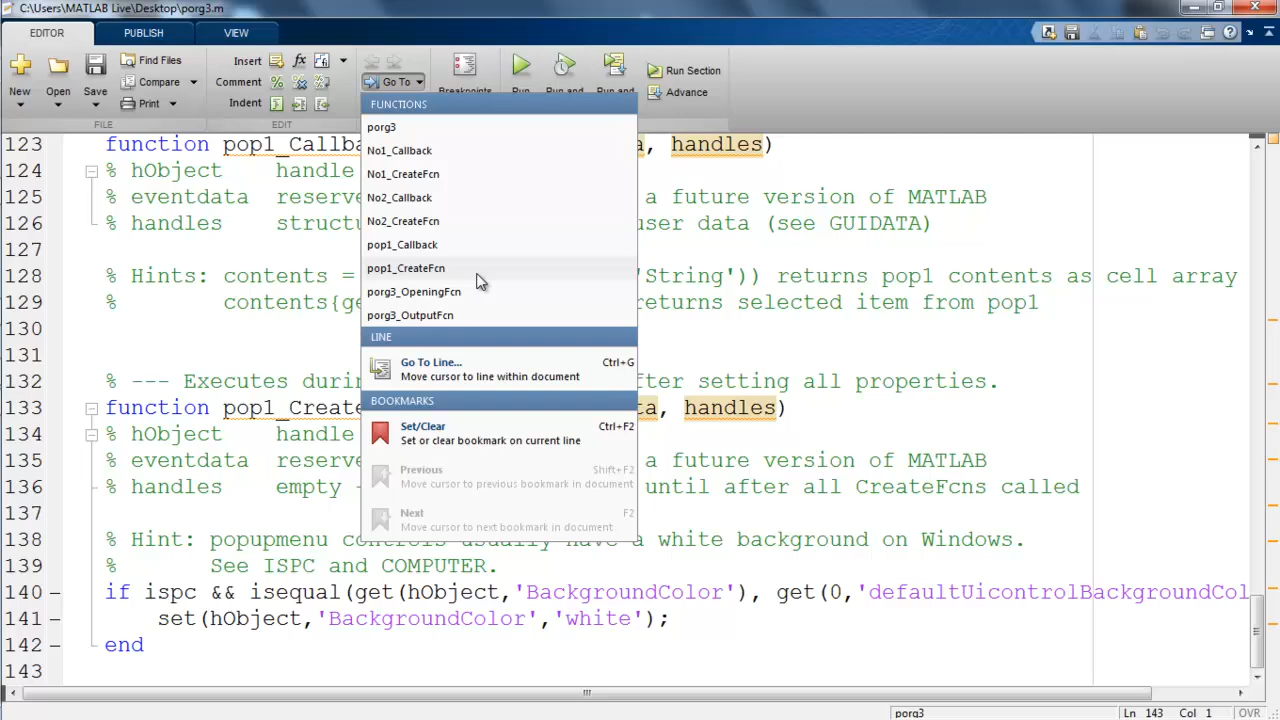 C:\Users\MATLAB Live\Desktop\porg3.m
EDITOR PUBLISH VIEW
New Open Save Find Files Compare Print
FILE
Insert fx
Comment
Indent
EDIT
Go To
Breakpoints
Run Run and Run and
Run Section
Advance
FUNCTIONS
porg3
No1_Callback
No1_CreateFcn
No2_Callback
No2_CreateFcn
pop1_Callback
pop1_CreateFcn
porg3_OpeningFcn
porg3_OutputFcn
LINE
Go To Line... Ctrl+G
Move cursor to line within document
BOOKMARKS
Set/Clear Ctrl+F2
Set or clear bookmark on current line
Previous Shift+F2
Move cursor to previous bookmark in document
Next F2
Move cursor to next bookmark in document
123 function pop1_Callba a, handles)
124 % hObject handle
125 % eventdata reserve a future version of MATLAB
126 % handles struct user data (see GUIDATA)
127
128 % Hints: contents = 'String')) returns pop1 contents as cell array
129 % contents{ge returns selected item from pop1
130
131
132 % --- Executes durin fter setting all properties.
133 function pop1_Create ta, handles)
134 % hObject handle
135 % eventdata reserve a future version of MATLAB
136 % handles empty - until after all CreateFcns called
137
138 % Hint: popupmenu controls usually have a white background on Windows.
139 % See ISPC and COMPUTER.
140 if ispc && isequal(get(hObject,'BackgroundColor'), get(0,'defaultUicontrolBackgroundCol
141 set(hObject,'BackgroundColor','white');
142 end
143
porg3 Ln 143 Col 1 OVR